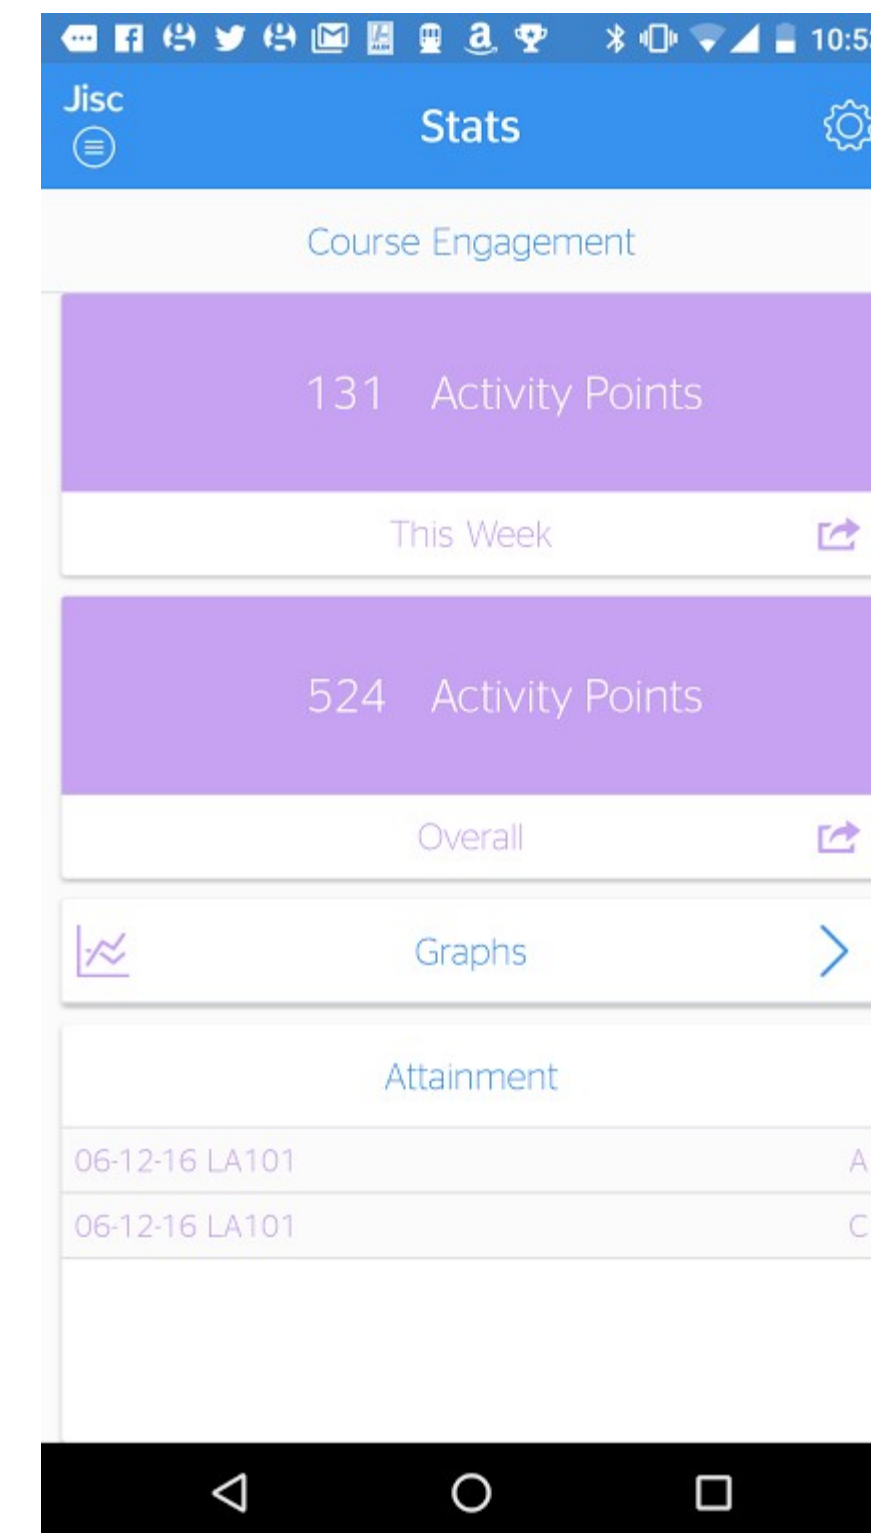 10:53
Jisc
Stats
Course Engagement
131 Activity Points
This Week
524 Activity Points
Overall
Graphs
Attainment
06-12-16 LA101 A
06-12-16 LA101 C